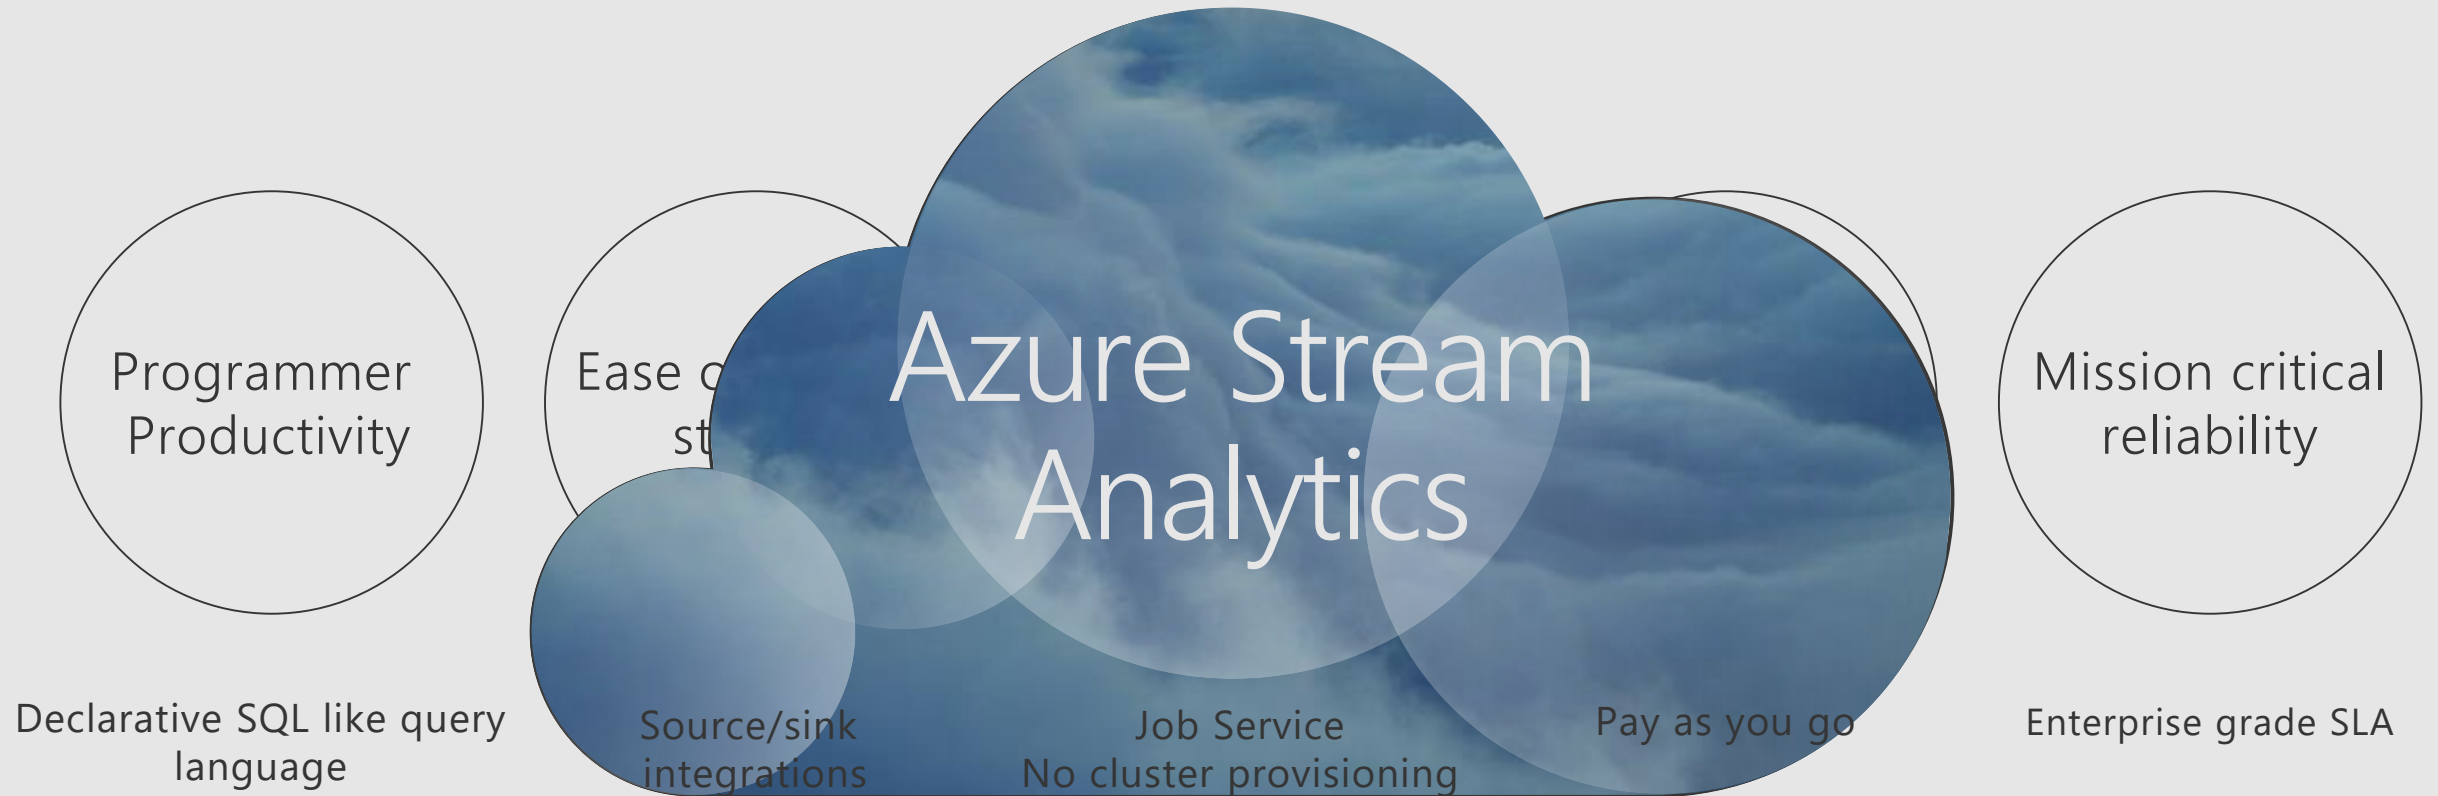 Programmer
Productivity
Ease
Azure Stream
Analytics
Mission critical
reliability
Declarative SQL like query
language
Source/sink
integrations
Job Service
No cluster provisioning
Pay as you go
Enterprise grade SLA